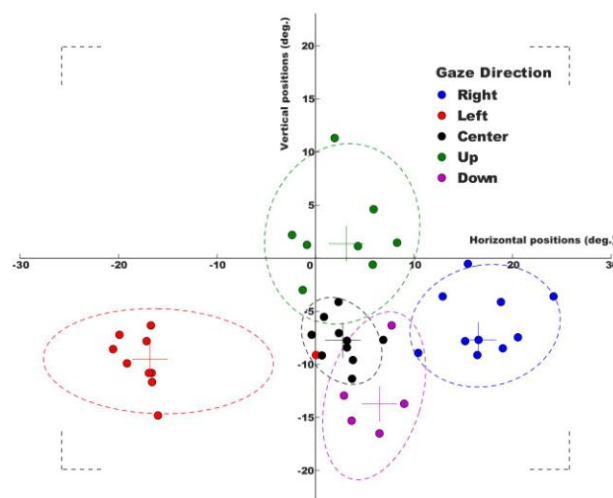 Vertical positions (deg.)
20
15
10
5
Gaze Direction
Right
Left
Center
Up
Down
Horizontal positions (deg.)
-30
-20
-10
0
10
20
30
-5
-10
-15
-20